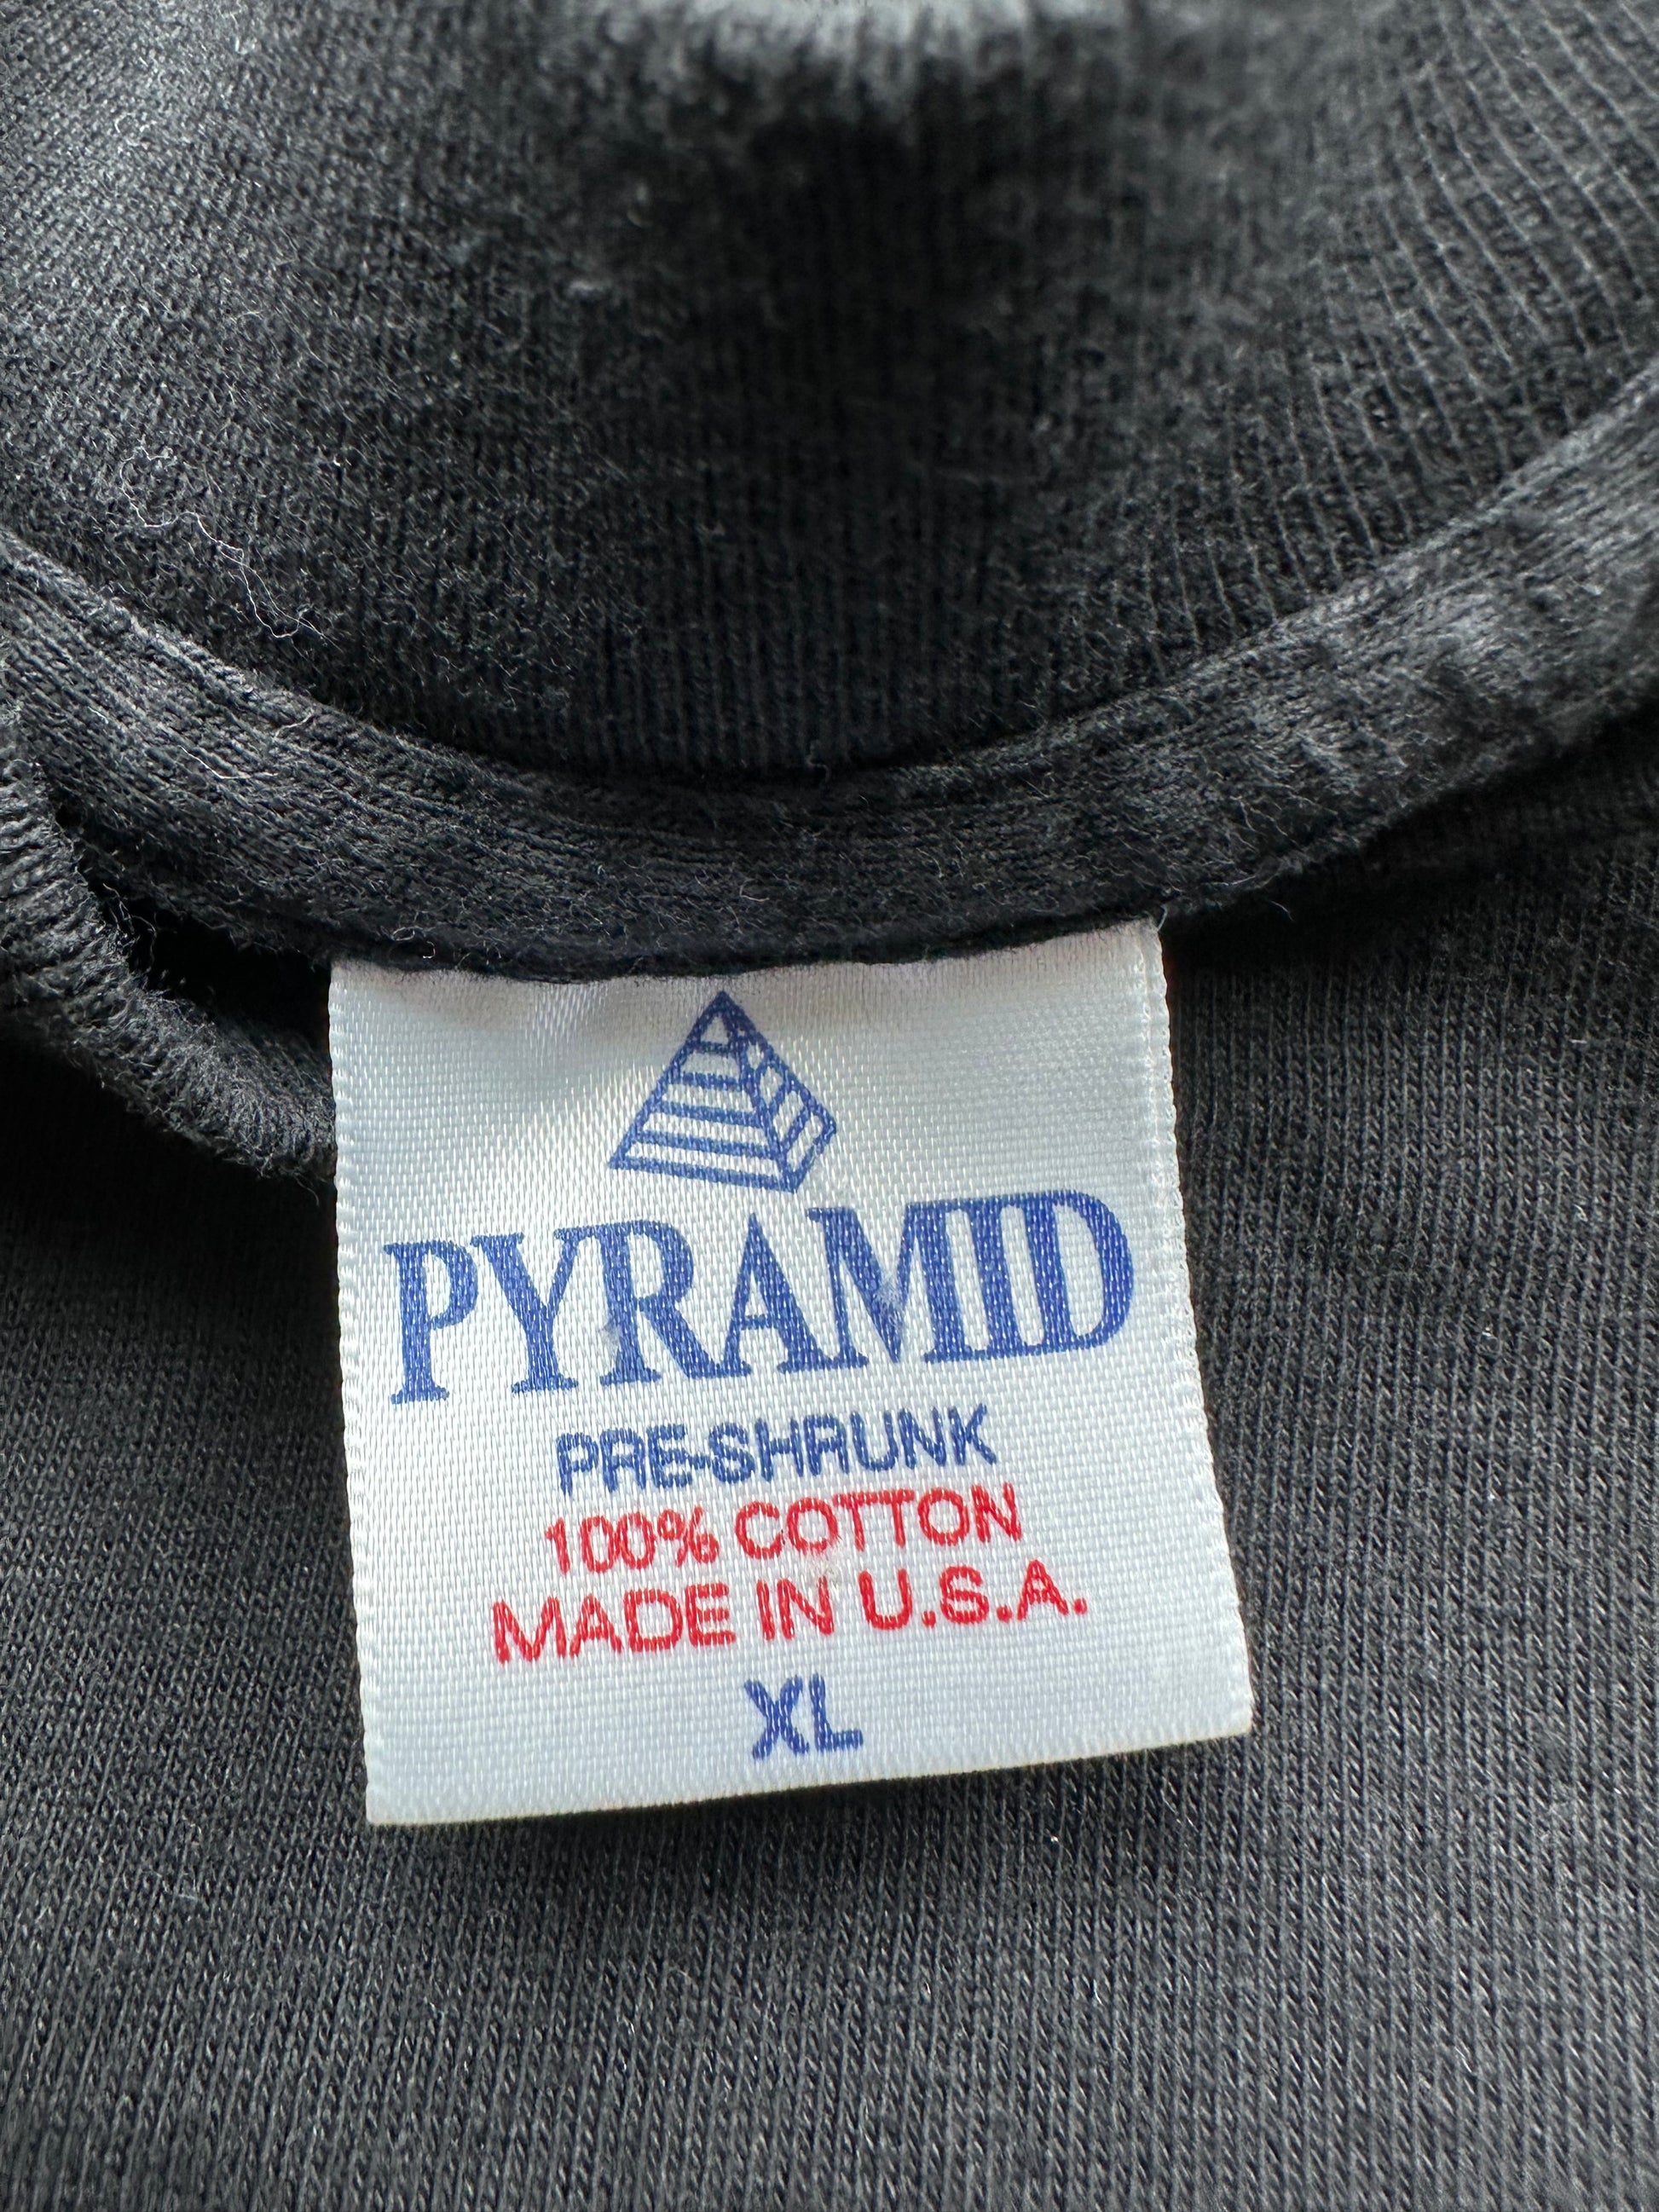 PYRAMID
PRE-SHRUNK
100% COTTON
MADE IN U.S.A.
XL